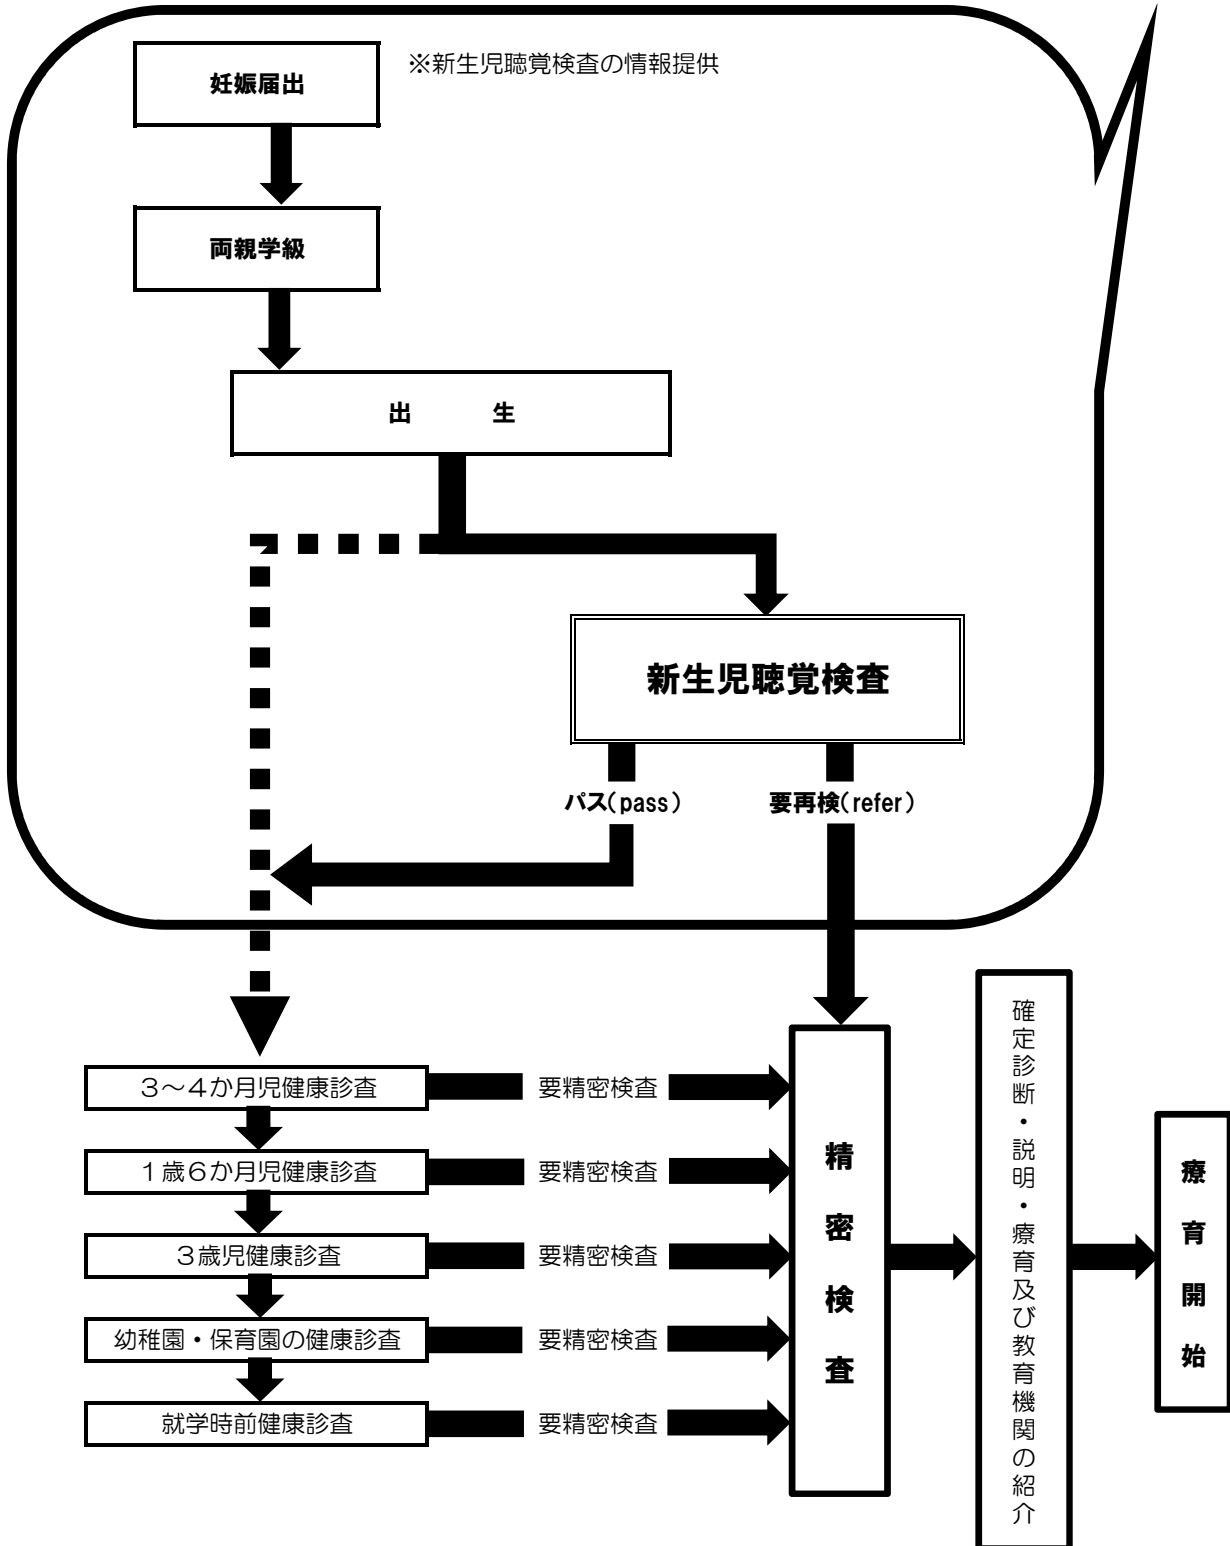 妊娠届出
※新生児聴覚検査の情報提供
両親学級
出　生
新生児聴覚検査
パス(pass)
要再検(refer)
３～４か月児健康診査
要精密検査
１歳６か月児健康診査
要精密検査
３歳児健康診査
要精密検査
幼稚園・保育園の健康診査
要精密検査
就学時前健康診査
要精密検査
精密検査
確定診断・説明・療育及び教育機関の紹介
療育開始